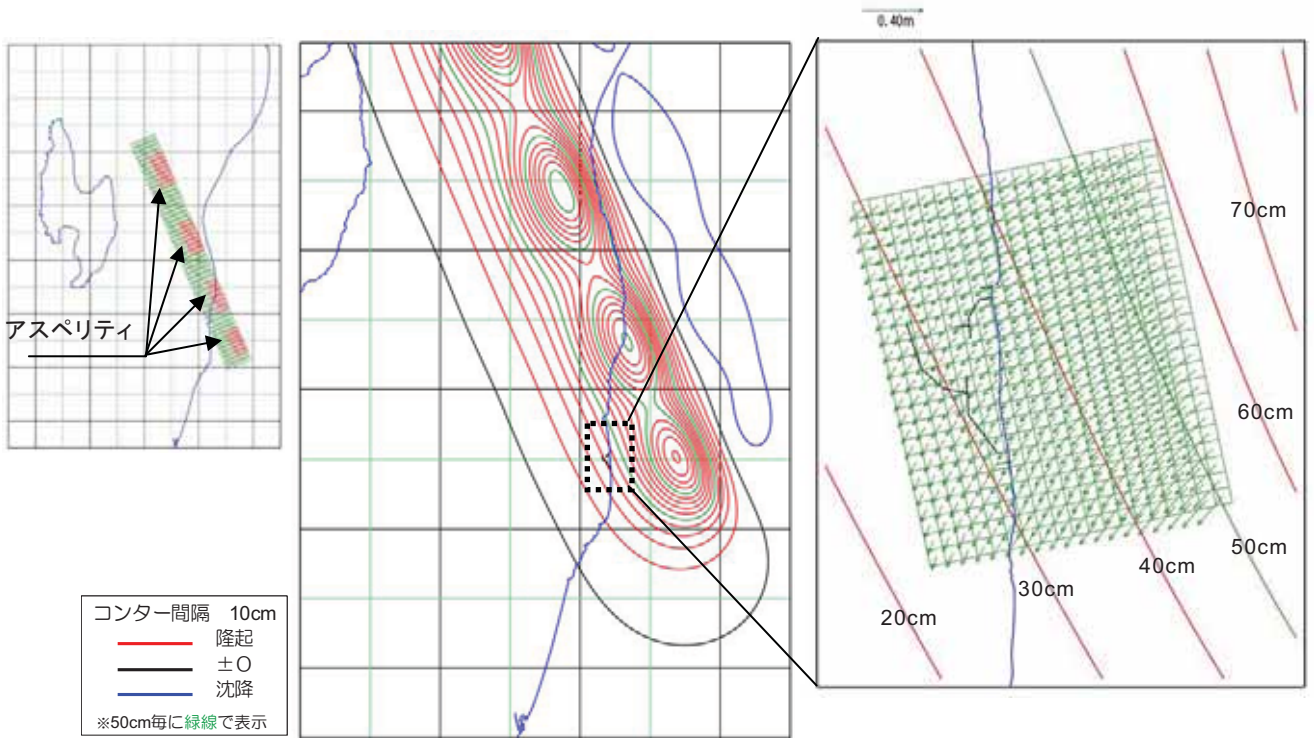 0.40m
アスペリティ
70cm
60cm
50cm
40cm
30cm
20cm
コンター間隔 10cm
隆起
±０
沈降
※50cm毎に緑線で表示